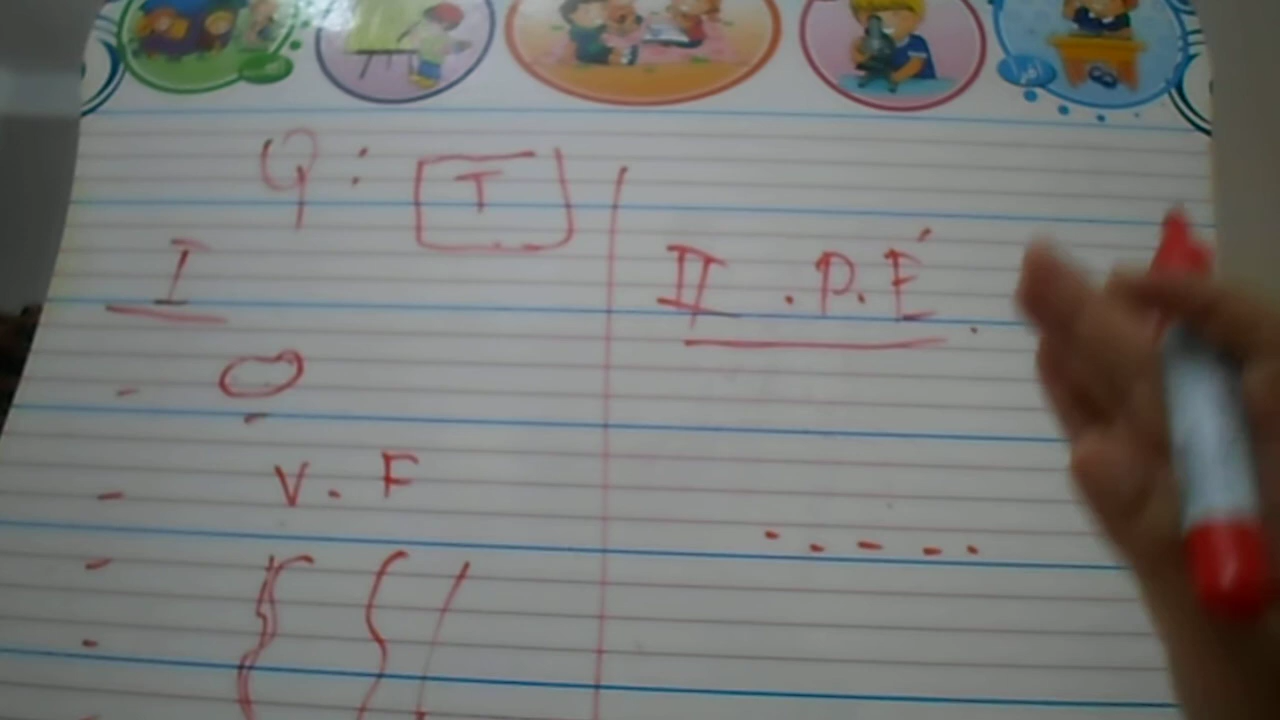 Q : T
I
- O
- V . F
-
-
II . P. É .
. . - - .